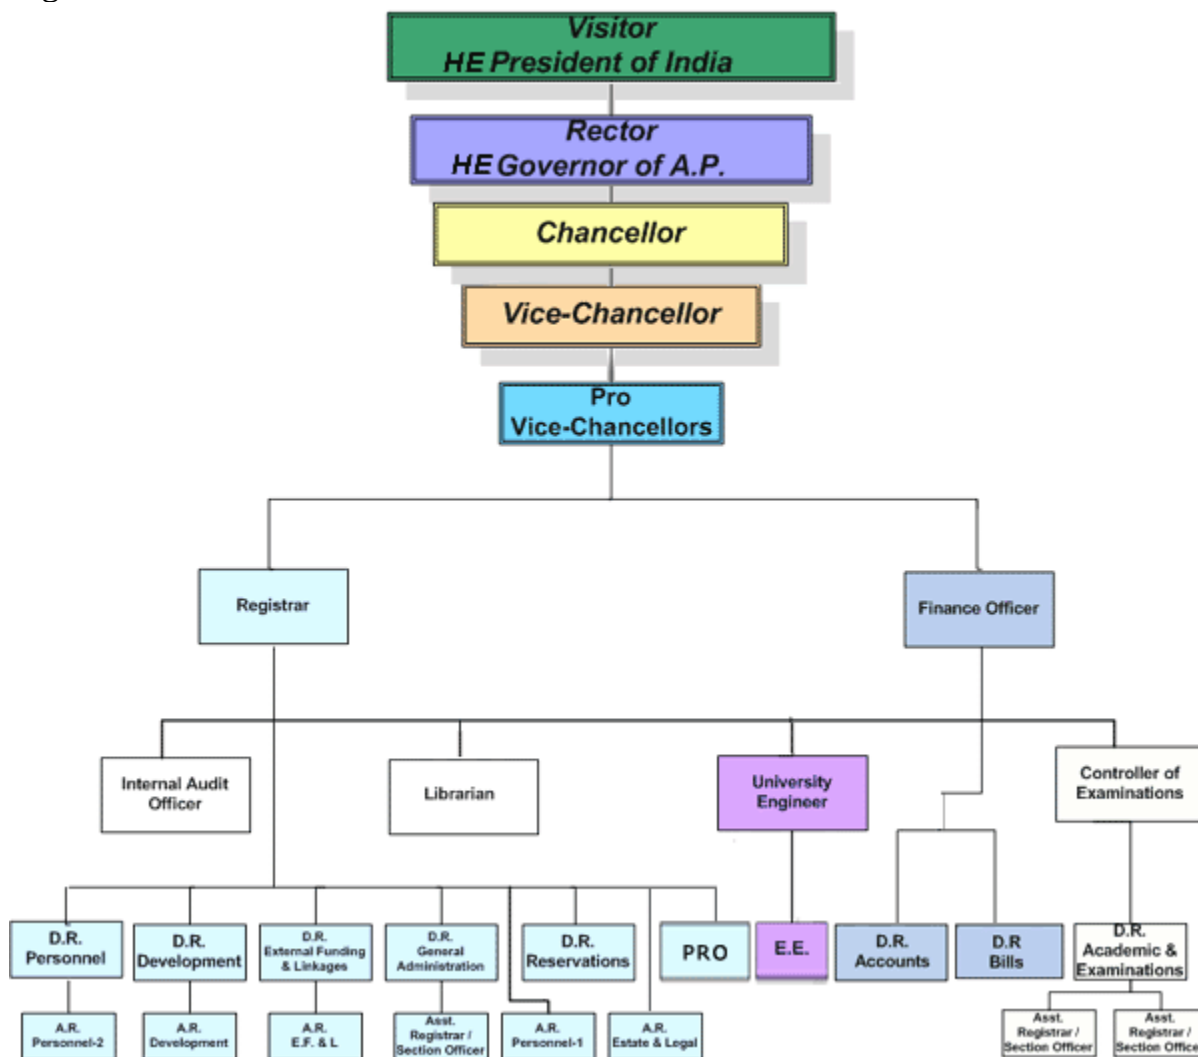 Visitor
HE President of India
Rector
HE Governor of A.P.
Chancellor
Vice-Chancellor
Pro
Vice-Chancellors
Registrar
Finance Officer
Internal Audit
Officer
Librarian
University
Engineer
Controller of
Examinations
D.R.
Personnel
D.R.
Development
D.R.
External Funding
& Linkages
D.R.
General
Administration
D.R.
Reservations
PRO
E.E.
D.R.
Accounts
D.R
Bills
D.R.
Academic &
Examinations
A.R.
Personnel-2
A.R.
Development
A.R.
E.F. & L
Asst.
Registrar /
Section Officer
A.R.
Personnel-1
A.R.
Estate & Legal
Asst.
Registrar /
Section Officer
Asst.
Registrar /
Section Office